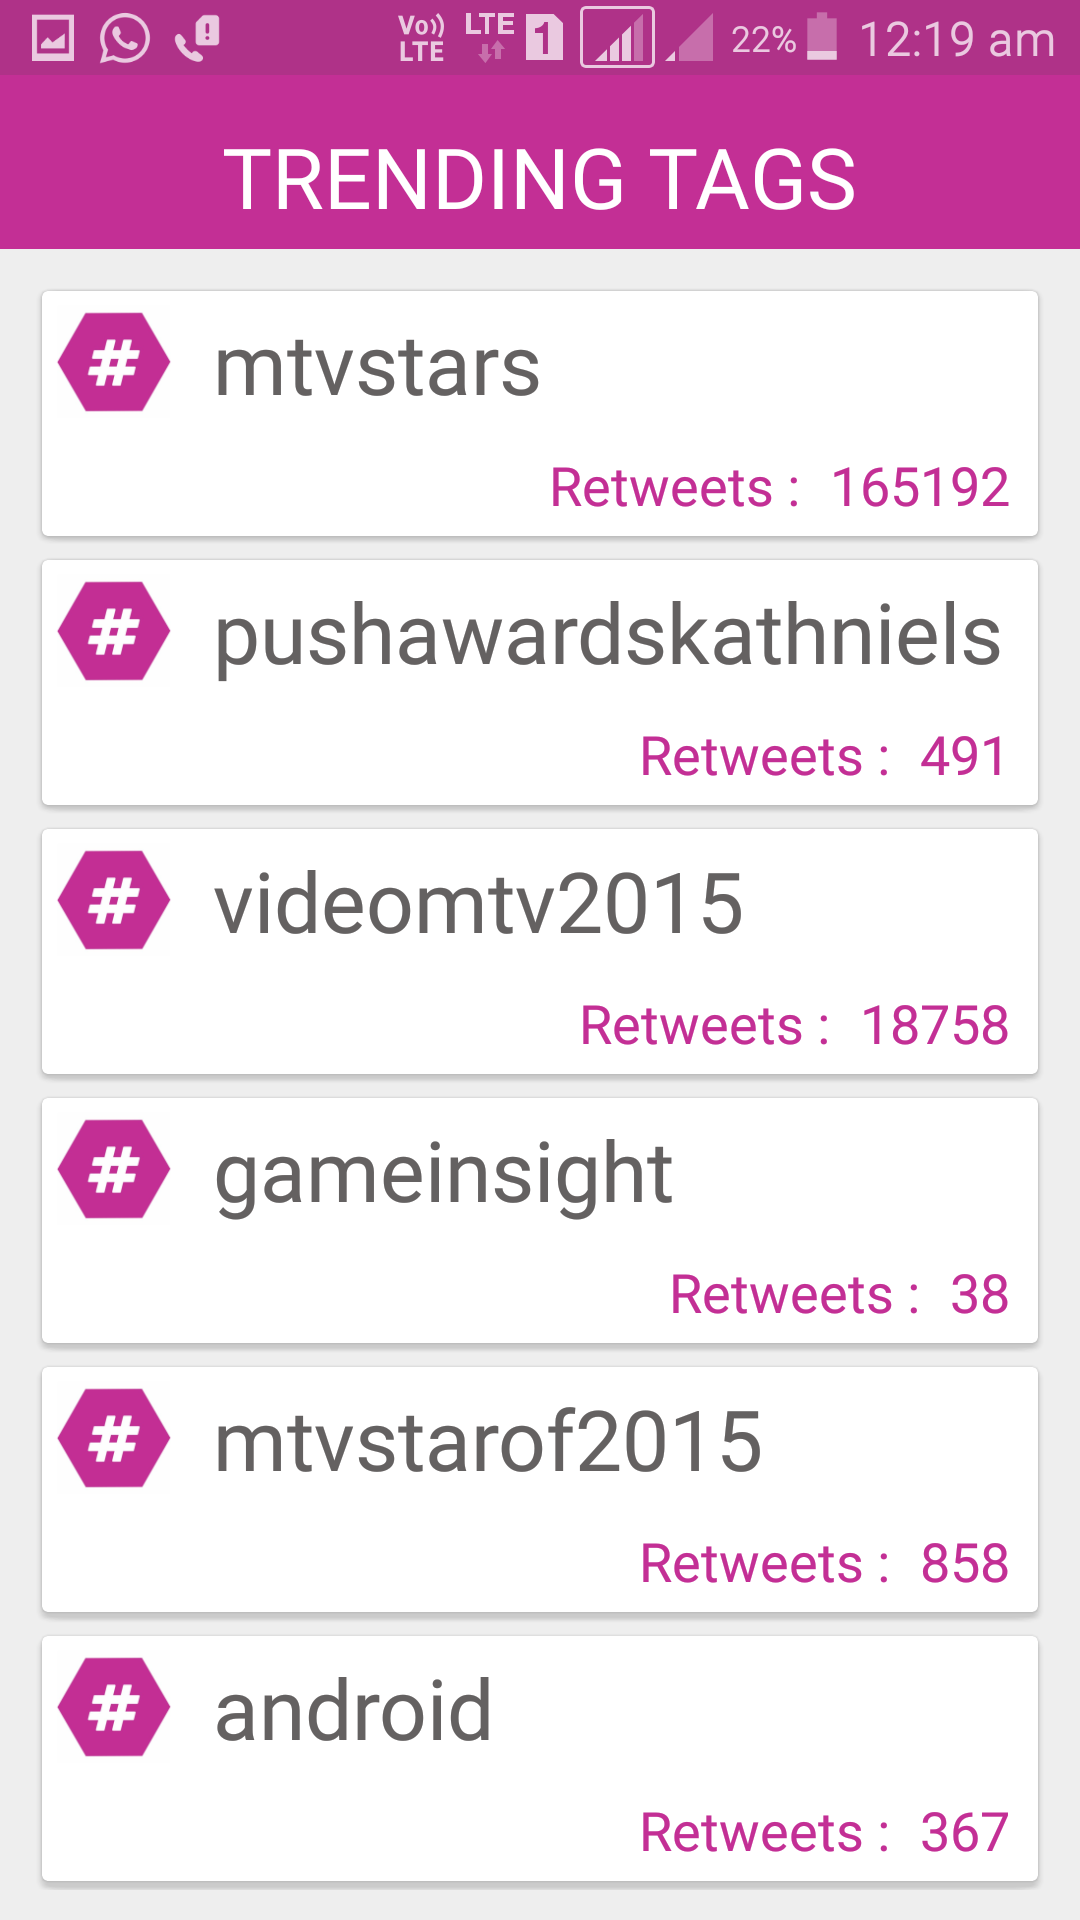 Vo)) LTE LTE 1 22% 12:19 am
TRENDING TAGS
# mtvstars
Retweets : 165192
# pushawardskathniels
Retweets : 491
# videomtv2015
Retweets : 18758
# gameinsight
Retweets : 38
# mtvstarof2015
Retweets : 858
# android
Retweets : 367